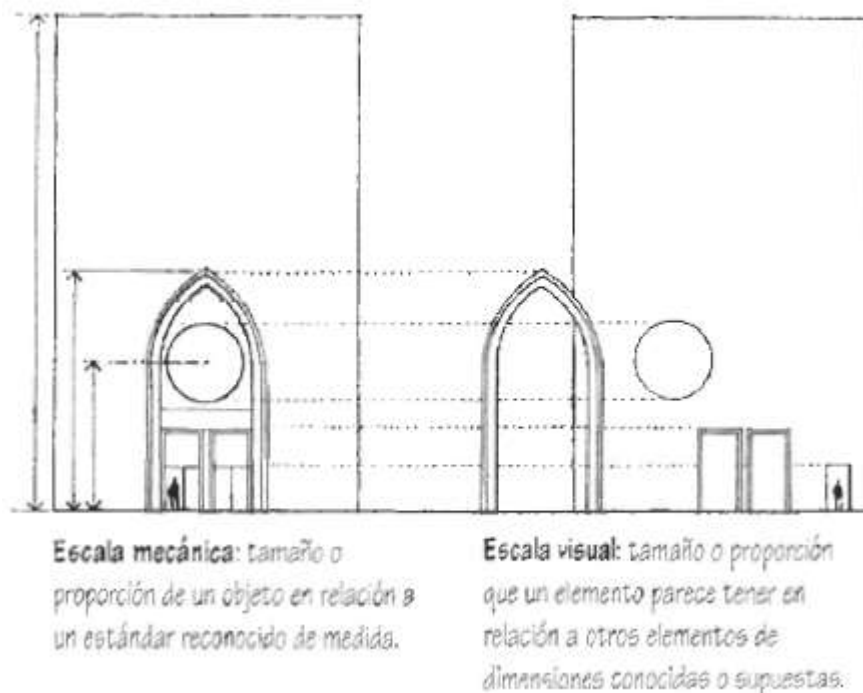 Escala mecánica: tamaño o
proporción de un objeto en relación a
un estándar reconocido de medida.
Escala visual: tamaño o proporción
que un elemento parece tener en
relación a otros elementos de
dimensiones conocidas o supuestas.